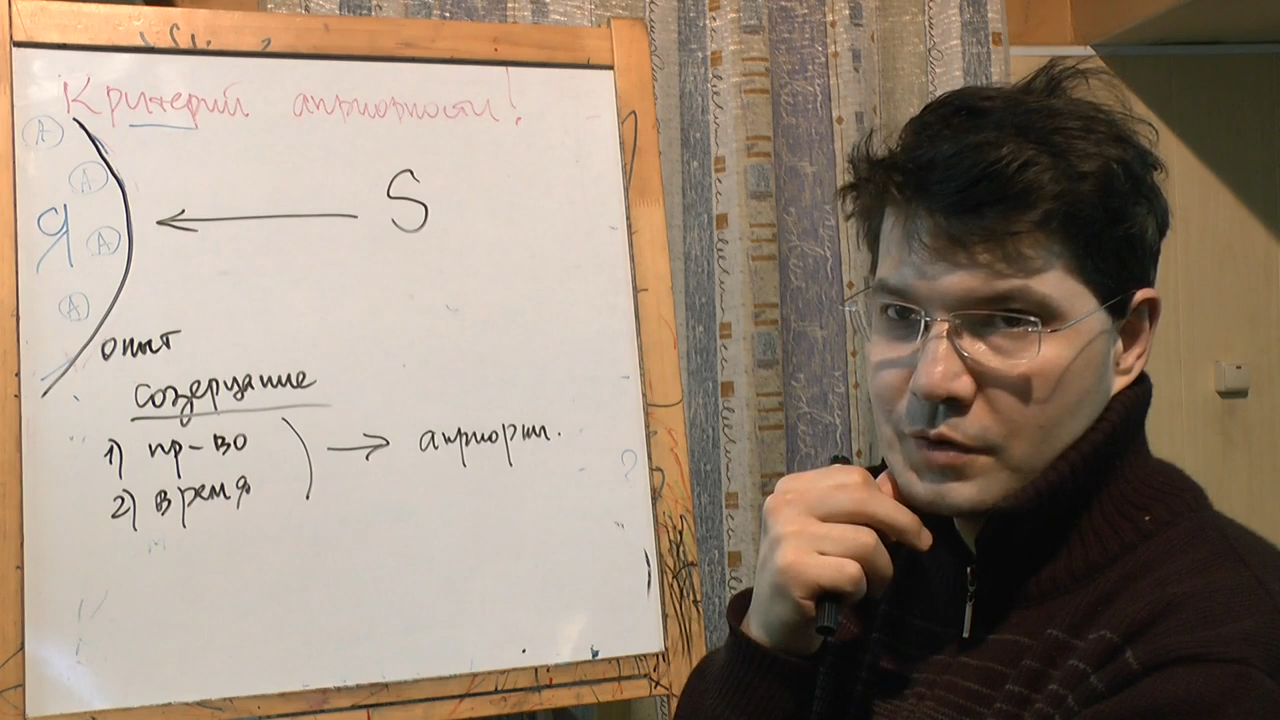 Критерий априорности!
А
А
Я
А
А
S
опыт
созерцание
1) пр-во
2) время
априорн.